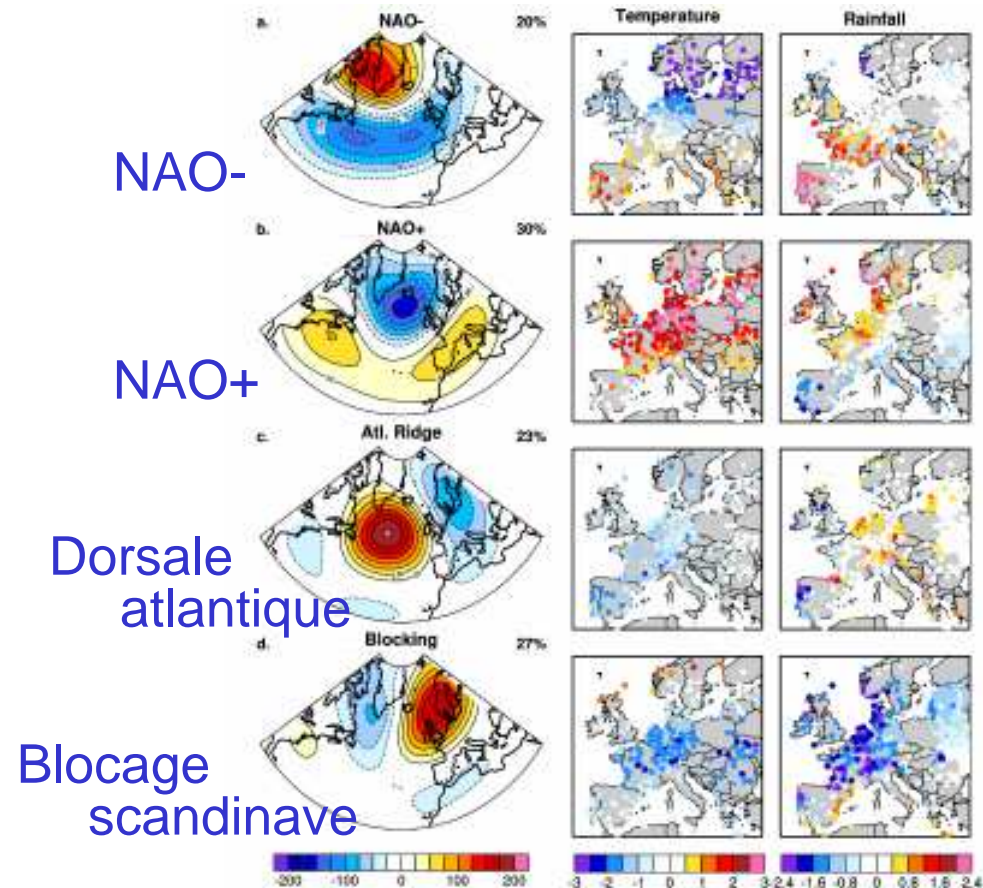 Temperature Rainfall
a. NAO- 20%
NAO-
b. NAO+ 30%
NAO+
c. Atl. Ridge 23%
Dorsale
atlantique
d. Blocking 27%
Blocage
scandinave
-200 -100 0 100 200
-3 -2 -1 0 1 2 3
-2.4 -1.6 -0.8 0 0.8 1.6 2.4